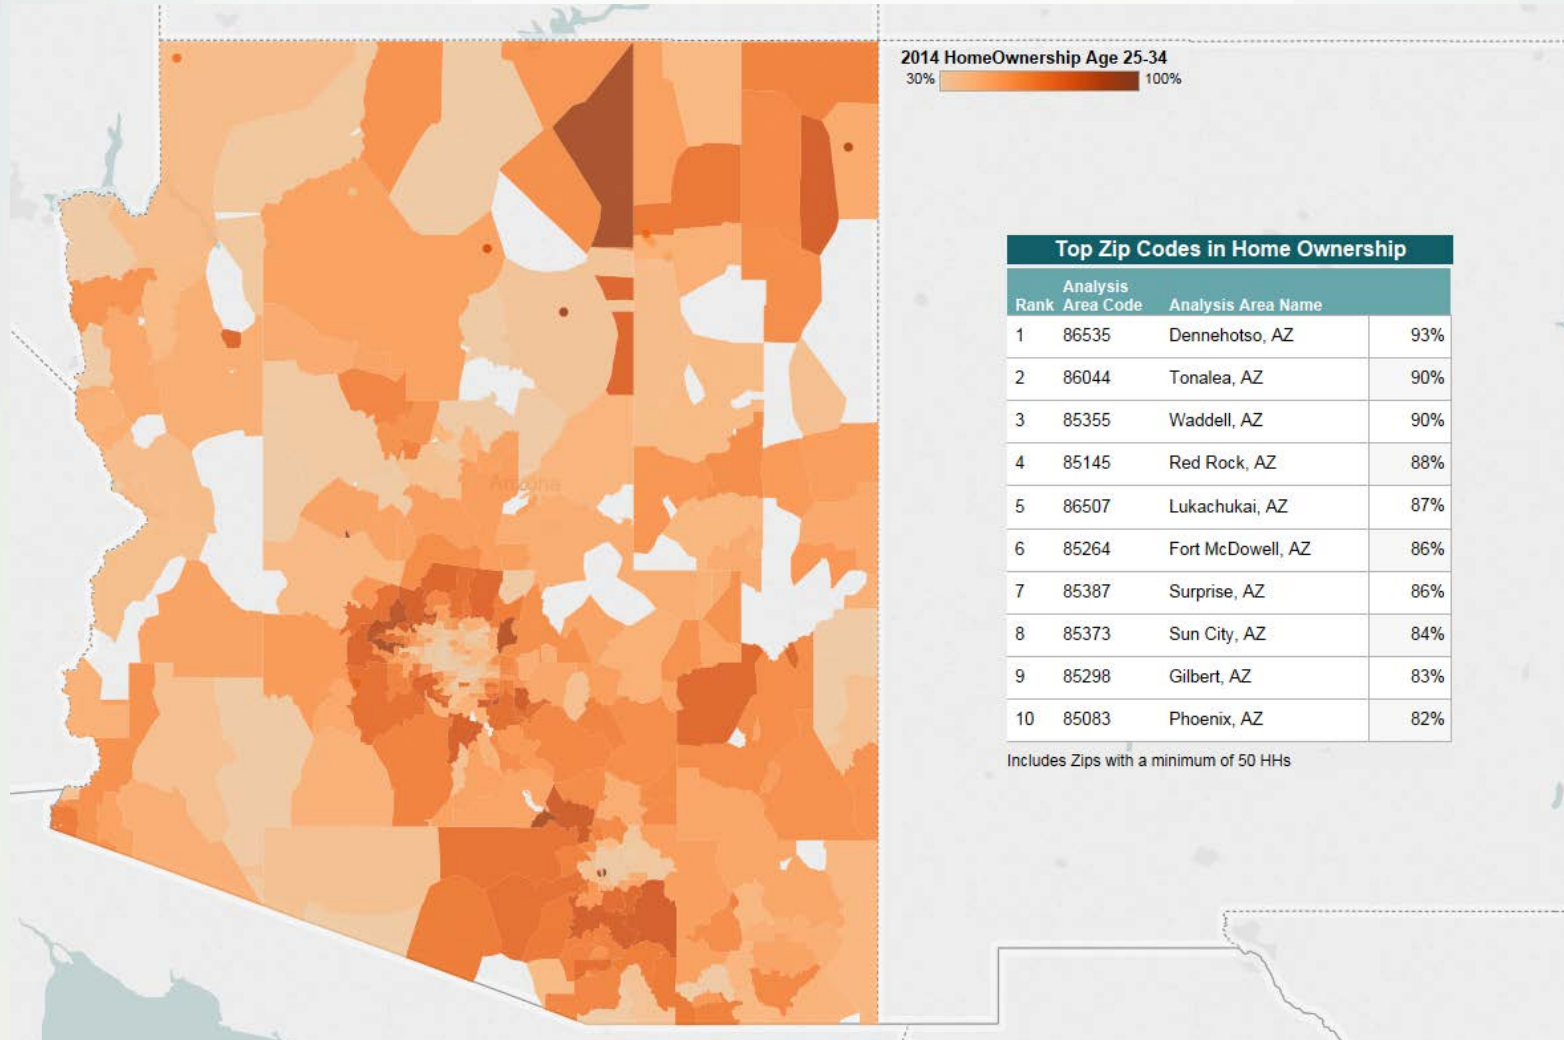 2014 HomeOwnership Age 25-34
30% 100%
Top Zip Codes in Home Ownership
Rank Analysis Area Code Analysis Area Name
1 86535 Dennehotso, AZ 93%
2 86044 Tonalea, AZ 90%
3 85355 Waddell, AZ 90%
4 85145 Red Rock, AZ 88%
5 86507 Lukachukai, AZ 87%
6 85264 Fort McDowell, AZ 86%
7 85387 Surprise, AZ 86%
8 85373 Sun City, AZ 84%
9 85298 Gilbert, AZ 83%
10 85083 Phoenix, AZ 82%
Includes Zips with a minimum of 50 HHs
Arizona